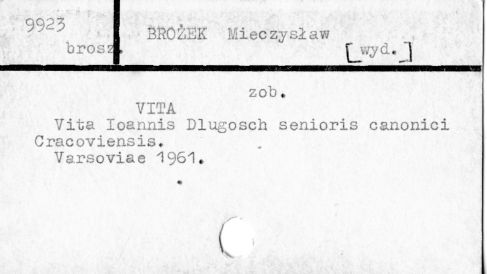 9923
brosz. BROŻEK Mieczysław
[wyd.]
zob.
VITA
Vita Ioannis Dlugosch senioris canonici
Cracoviensis.
Varsoviae 1961.